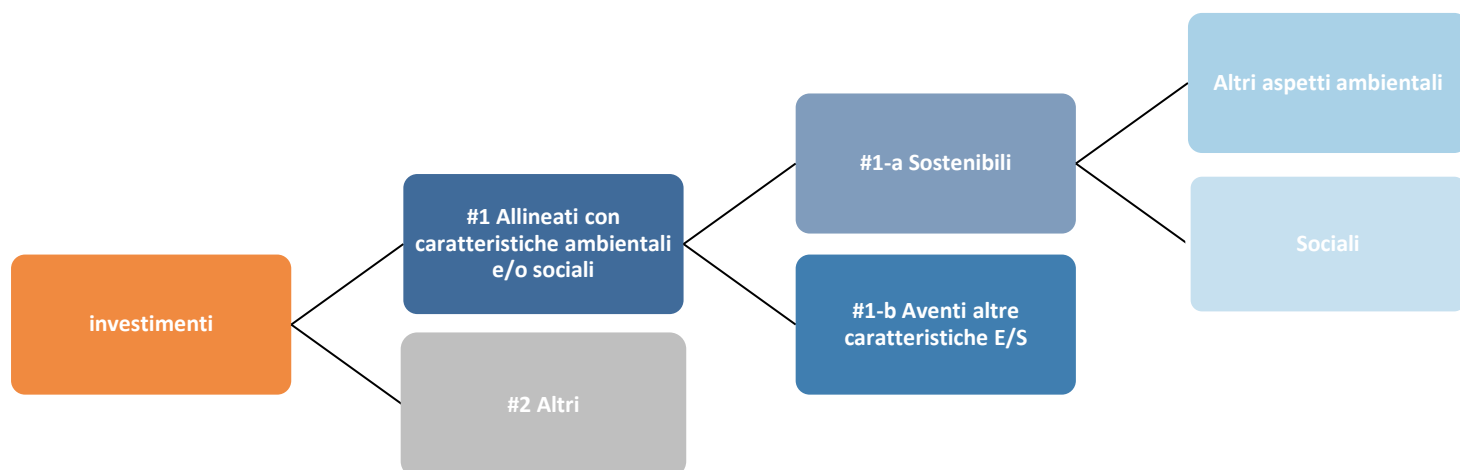 investimenti
#1 Allineati con
caratteristiche ambientali
e/o sociali
#2 Altri
#1-a Sostenibili
#1-b Aventi altre
caratteristiche E/S
Altri aspetti ambientali
Sociali